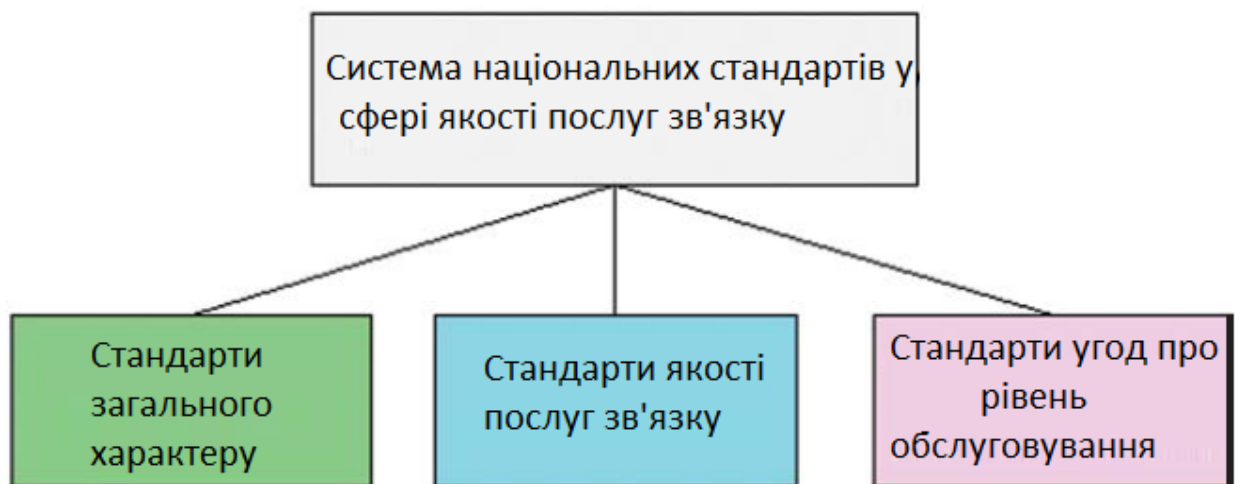 Система національних стандартів у
сфері якості послуг зв'язку
Стандарти
загального
характеру
Стандарти якості
послуг зв'язку
Стандарти угод про
рівень
обслуговування